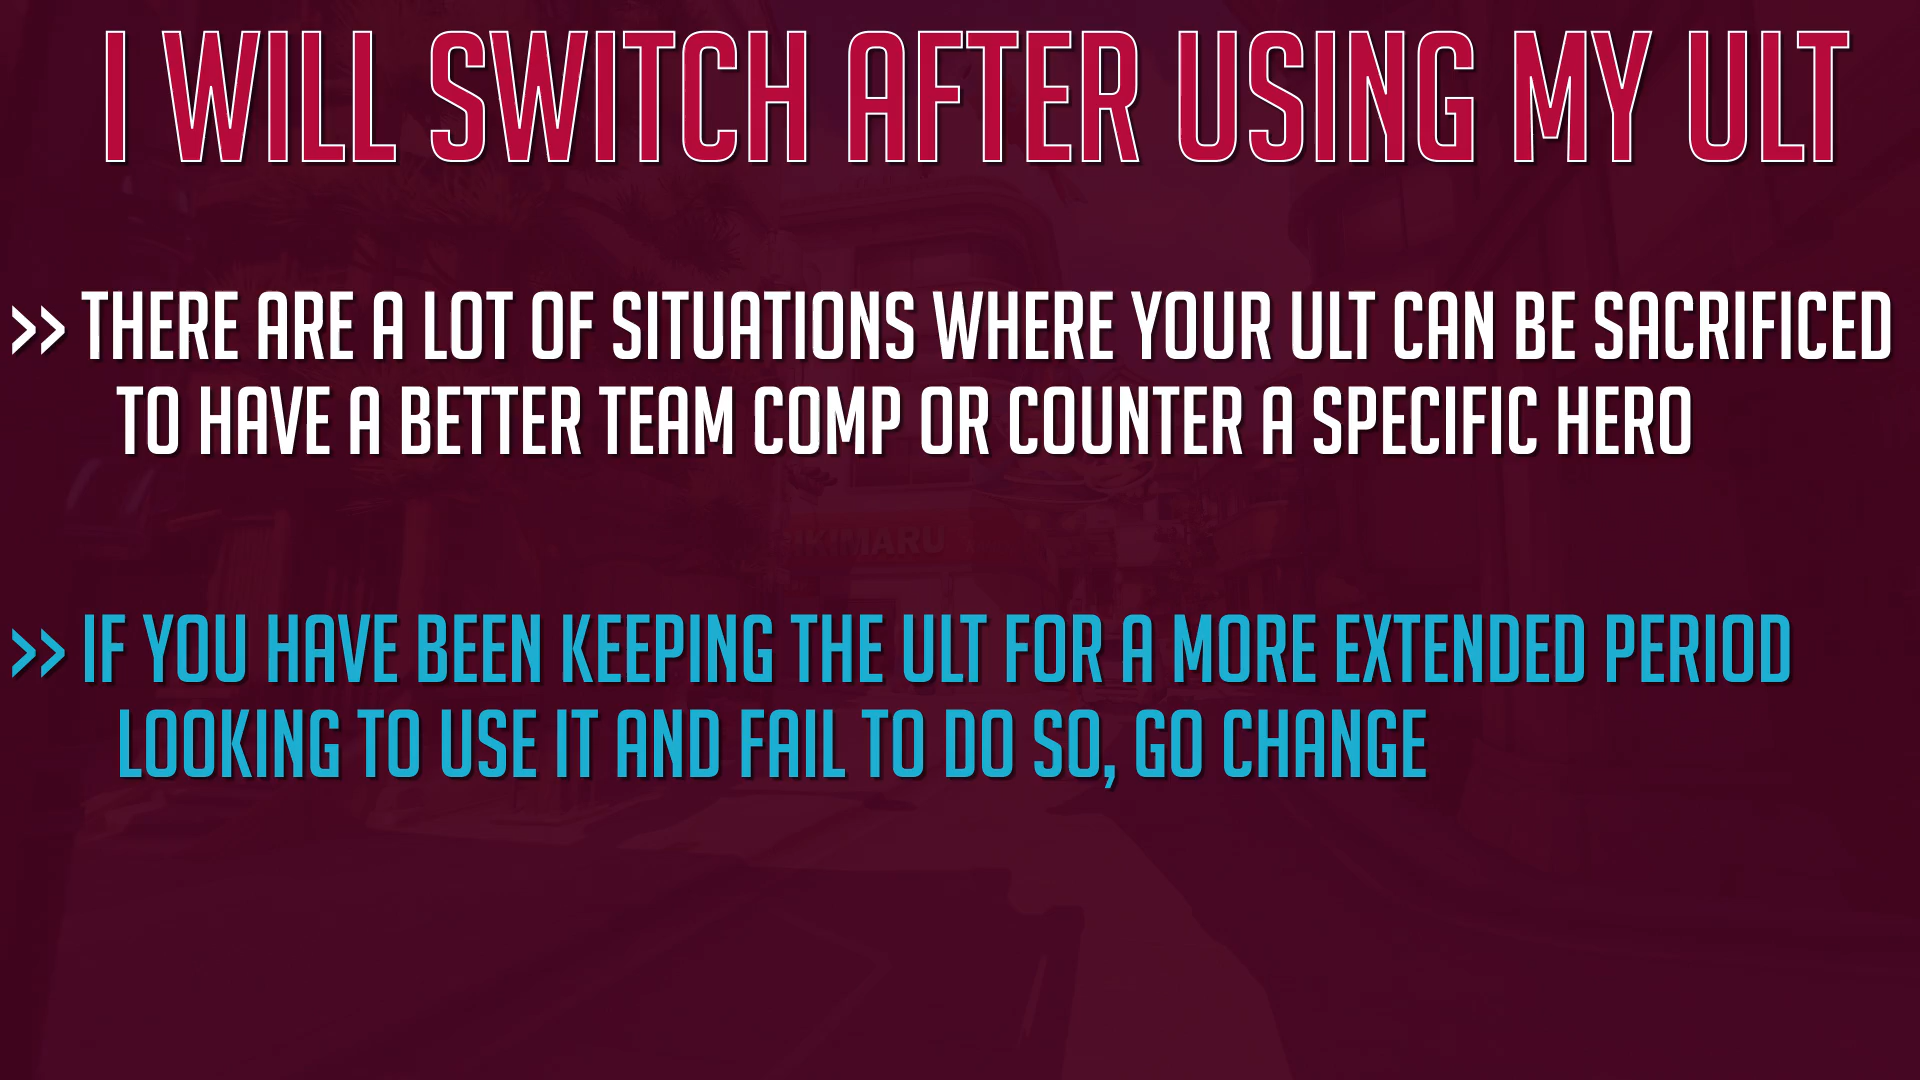 I WILL SWITCH AFTER USING MY ULT
>> THERE ARE A LOT OF SITUATIONS WHERE YOUR ULT CAN BE SACRIFICED
TO HAVE A BETTER TEAM COMP OR COUNTER A SPECIFIC HERO
>> IF YOU HAVE BEEN KEEPING THE ULT FOR A MORE EXTENDED PERIOD
LOOKING TO USE IT AND FAIL TO DO SO, GO CHANGE